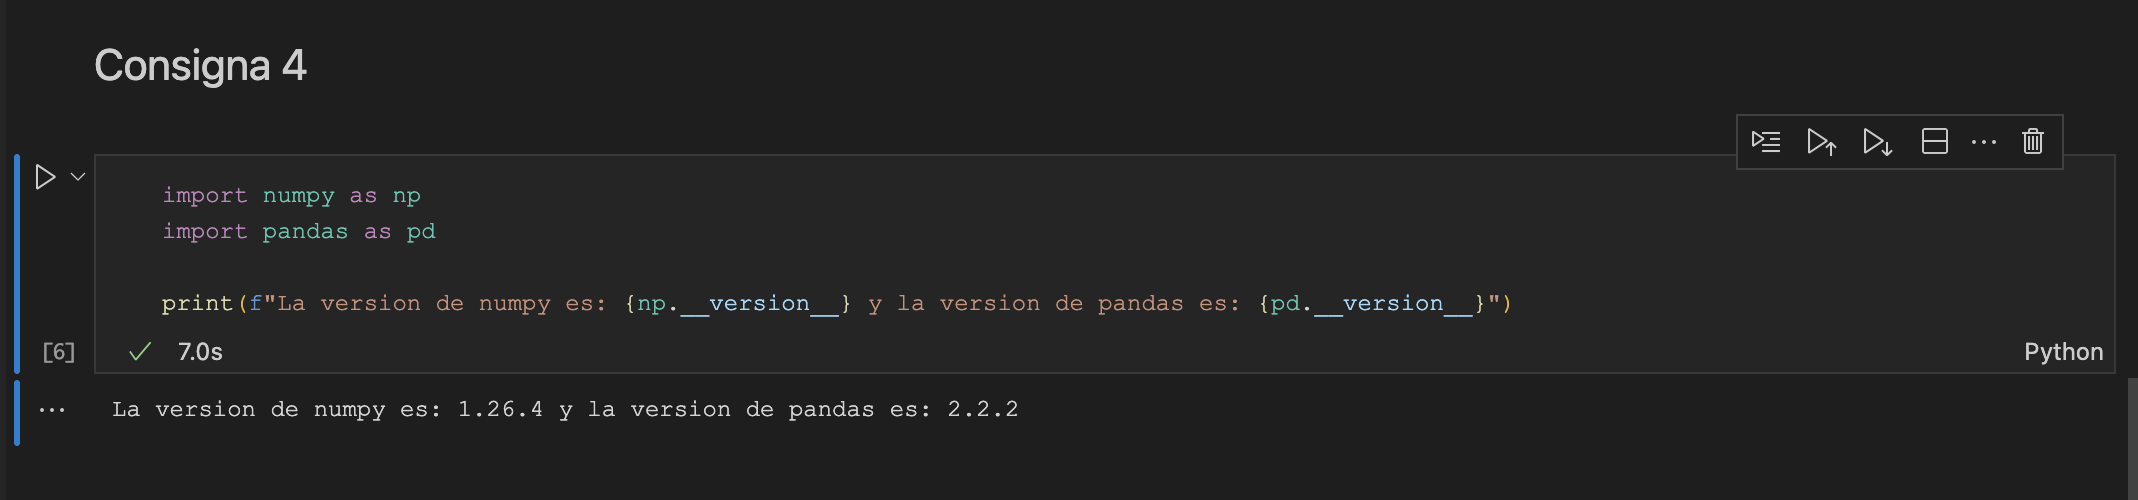 Consigna 4
import numpy as np
import pandas as pd
print(f"La version de numpy es: {np.__version__} y la version de pandas es: {pd.__version__}")
[6]
7.0s
Python
La version de numpy es: 1.26.4 y la version de pandas es: 2.2.2